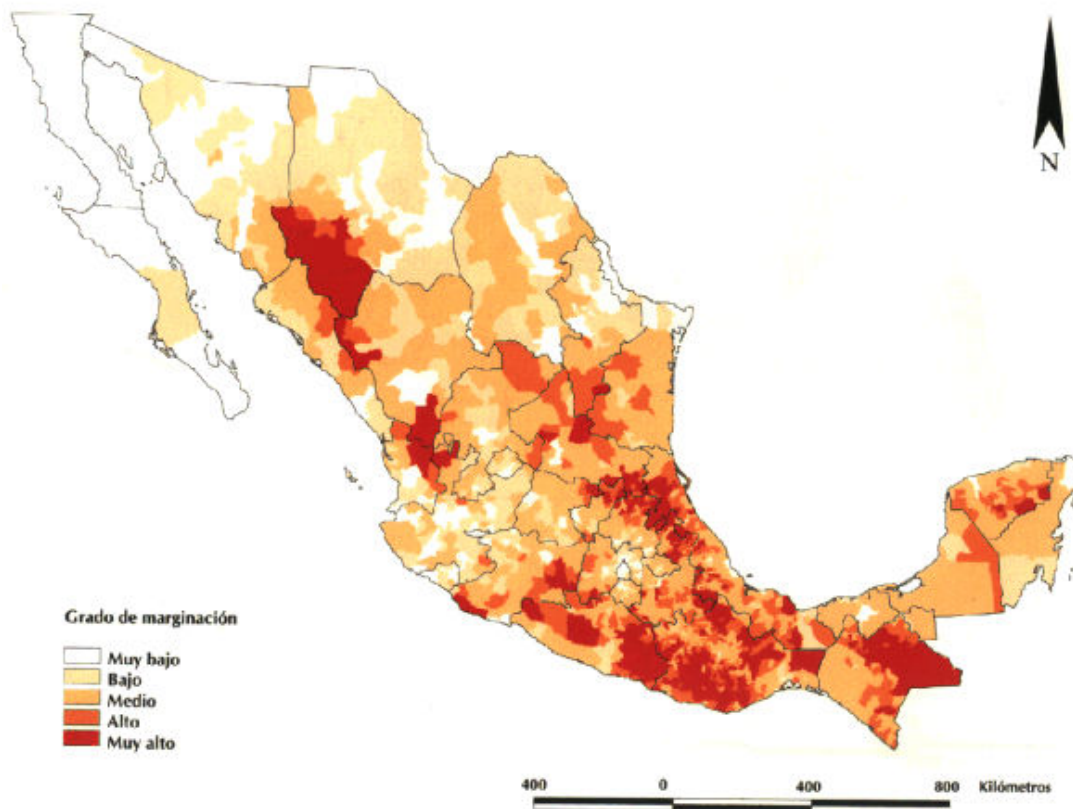 N
Grado de marginación
Muy bajo
Bajo
Medio
Alto
Muy alto
400 0 400 800 Kilómetros